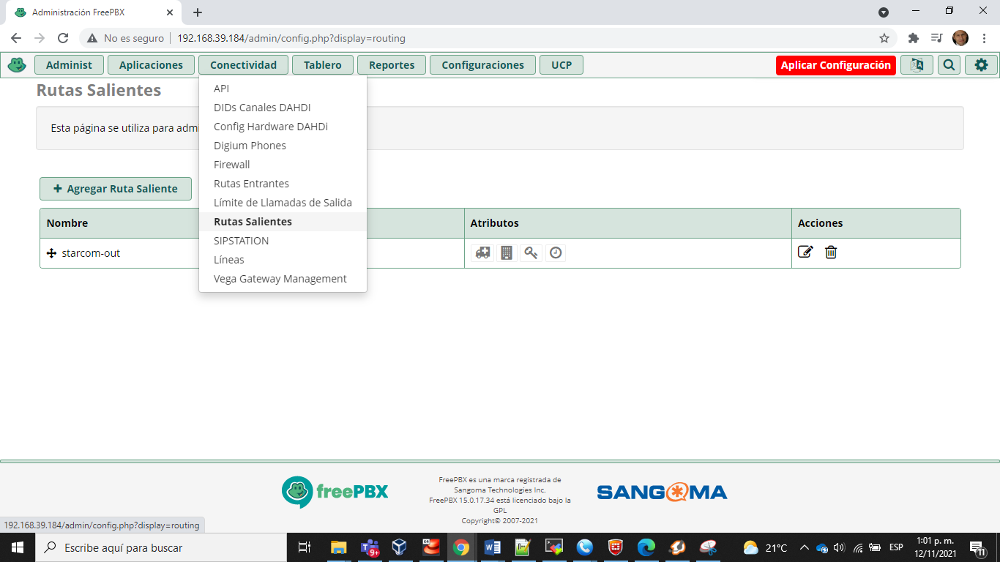 Administración FreePBX
No es seguro
192.168.39.184/admin/config.php?display=routing
Administ
Aplicaciones
Conectividad
Tablero
Reportes
Configuraciones
UCP
Aplicar Configuración
Rutas Salientes
API
DIDs Canales DAHDI
Config Hardware DAHDi
Digium Phones
Firewall
Rutas Entrantes
Límite de Llamadas de Salida
Rutas Salientes
SIPSTATION
Líneas
Vega Gateway Management
Esta página se utiliza para adm
Agregar Ruta Saliente
Nombre
Atributos
Acciones
starcom-out
freePBX
FreePBX es una marca registrada de
Sangoma Technologies Inc.
FreePBX 15.0.17.34 está licenciado bajo la
GPL
Copyright© 2007-2021
SANGOMA
192.168.39.184/admin/config.php?display=routing
Escribe aquí para buscar
9+
64
21°C
ESP
1:01 p. m.
12/11/2021
11